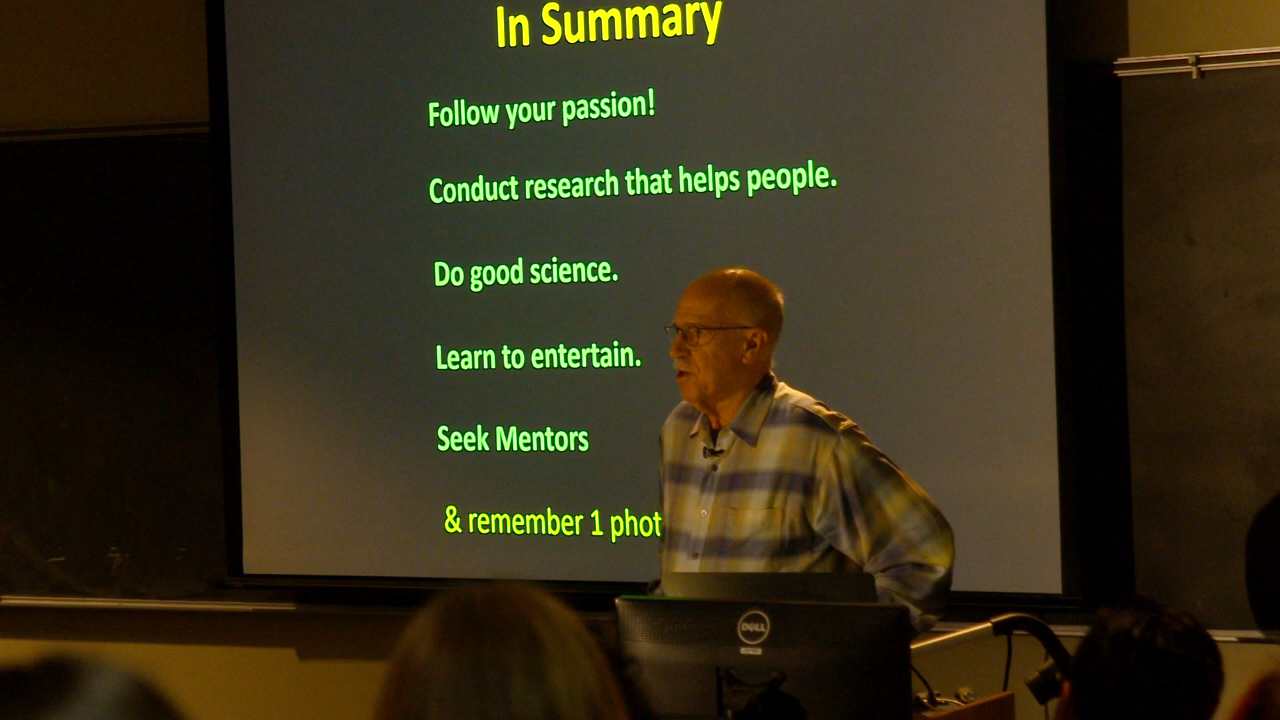 In Summary
Follow your passion!
Conduct research that helps people.
Do good science.
Learn to entertain.
Seek Mentors
& remember 1 phot
DELL